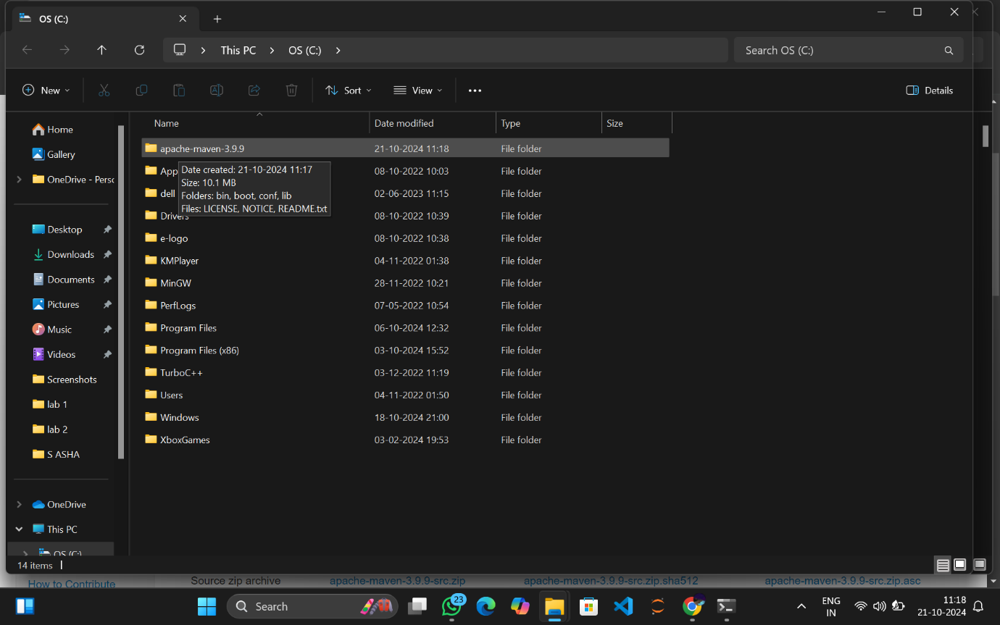 OS (C:)
This PC > OS (C:) >
Search OS (C:)
New
Sort
View
Details
Name Date modified Type Size
Home
Gallery
OneDrive - Perso
Desktop
Downloads
Documents
Pictures
Music
Videos
Screenshots
lab 1
lab 2
S ASHA
OneDrive
This PC
OS (C:)
apache-maven-3.9.9 21-10-2024 11:18 File folder
App 08-10-2022 10:03 File folder
dell 02-06-2023 11:15 File folder
Drivers 08-10-2022 10:39 File folder
e-logo 08-10-2022 10:38 File folder
KMPlayer 04-11-2022 01:38 File folder
MinGW 28-11-2022 10:21 File folder
PerfLogs 07-05-2022 10:54 File folder
Program Files 06-10-2024 12:32 File folder
Program Files (x86) 03-10-2024 15:52 File folder
TurboC++ 03-12-2022 11:19 File folder
Users 04-11-2022 01:50 File folder
Windows 18-10-2024 21:00 File folder
XboxGames 03-02-2024 19:53 File folder
Date created: 21-10-2024 11:17
Size: 10.1 MB
Folders: bin, boot, conf, lib
Files: LICENSE, NOTICE, README.txt
14 items
How to Contribute
Source zip archive apache-maven-3.9.9-src.zip apache-maven-3.9.9-src.zip.sha512 apache-maven-3.9.9-src.zip.asc
Search
23
ENG
IN
11:18
21-10-2024